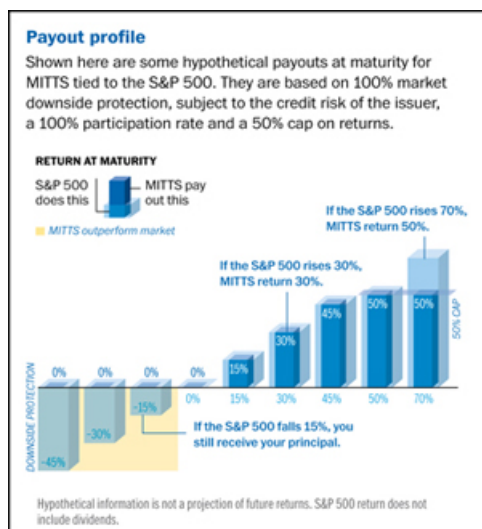 Payout profile
Shown here are some hypothetical payouts at maturity for
MITTS tied to the S&P 500. They are based on 100% market
downside protection, subject to the credit risk of the issuer,
a 100% participation rate and a 50% cap on returns.
RETURN AT MATURITY
S&P 500
does this
MITTS pay
out this
MITTS outperform market
If the S&P 500 rises 70%,
MITTS return 50%.
If the S&P 500 rises 30%,
MITTS return 30%.
0% 0% 0% 0% 15% 30% 45% 50% 50%
50% CAP
DOWNSIDE PROTECTION
-45% -30% -15% 0% 15% 30% 45% 50% 70%
If the S&P 500 falls 15%, you
still receive your principal.
Hypothetical information is not a projection of future returns. S&P 500 return does not
include dividends.